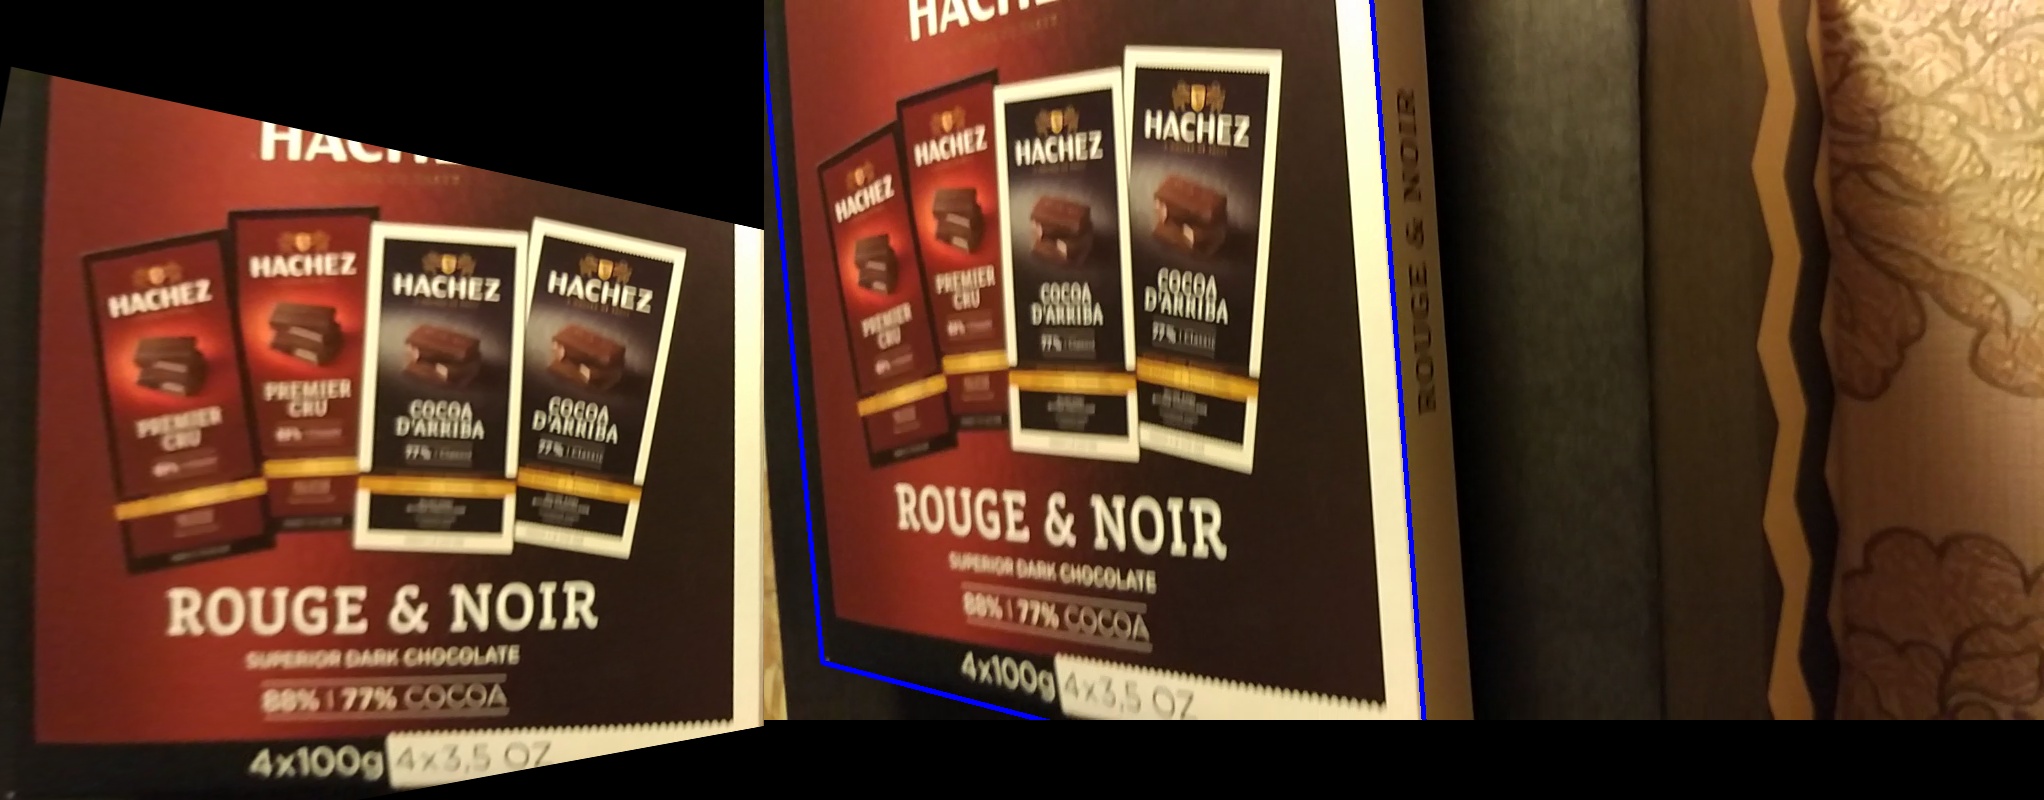 HACHEZ
HACHEZ
HACHEZ
HACHEZ
HACHEZ
PREMIER
CRU
PREMIER
CRU
88%
COCOA
D'ARRIBA
77%
COCOA
D'ARRIBA
77%
ROUGE & NOIR
SUPERIOR DARK CHOCOLATE
88% | 77% COCOA
4x100g 4x3,5 OZ
HACHEZ
HACHEZ
HACHEZ
HACHEZ
HACHEZ
PREMIER
CRU
PREMIER
CRU
COCOA
D'ARRIBA
77%
COCOA
D'ARRIBA
77%
ROUGE & NOIR
SUPERIOR DARK CHOCOLATE
88% | 77% COCOA
4x100g 4x3,5 OZ
ROUGE & NOIR